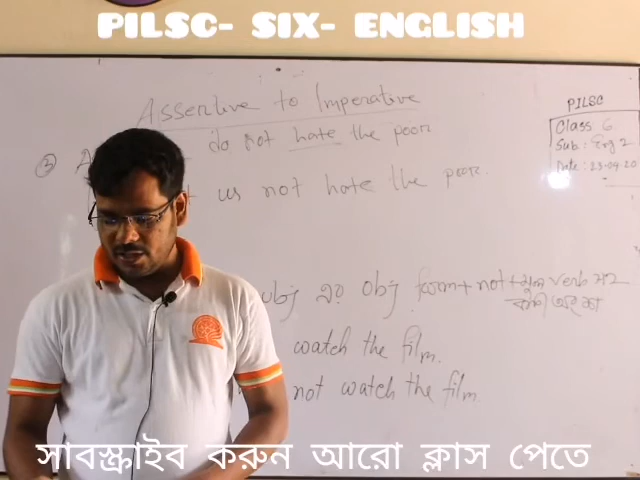 PILSC- SIX- ENGLISH
Assertive to Imperative
PILSC
Class 6
Sub: Eng 2
Date: 23-04-20
③ A do not hate the poor
us not hate the poor.
এর obj form + not + মূল verb সহ
বাকী অংশ
watch the film.
not watch the film.
সাবস্ক্রাইব করুন আরো ক্লাস পেতে